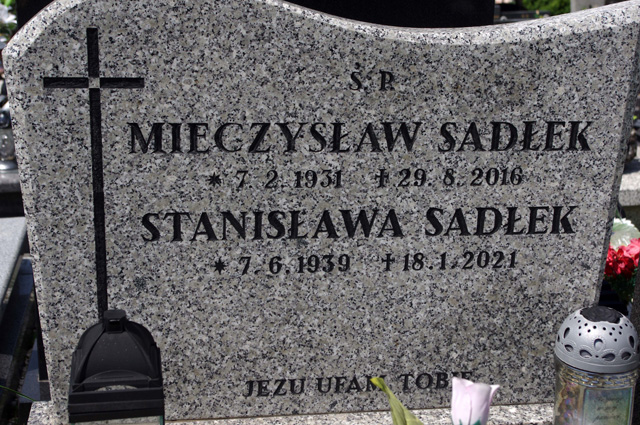 Ś. P.
MIECZYSŁAW SADŁEK
* 7. 2. 1931 † 29. 8. 2016
STANISŁAWA SADŁEK
* 7. 6. 1939 † 18. 1. 2021
JEZU UFAM TOBIE